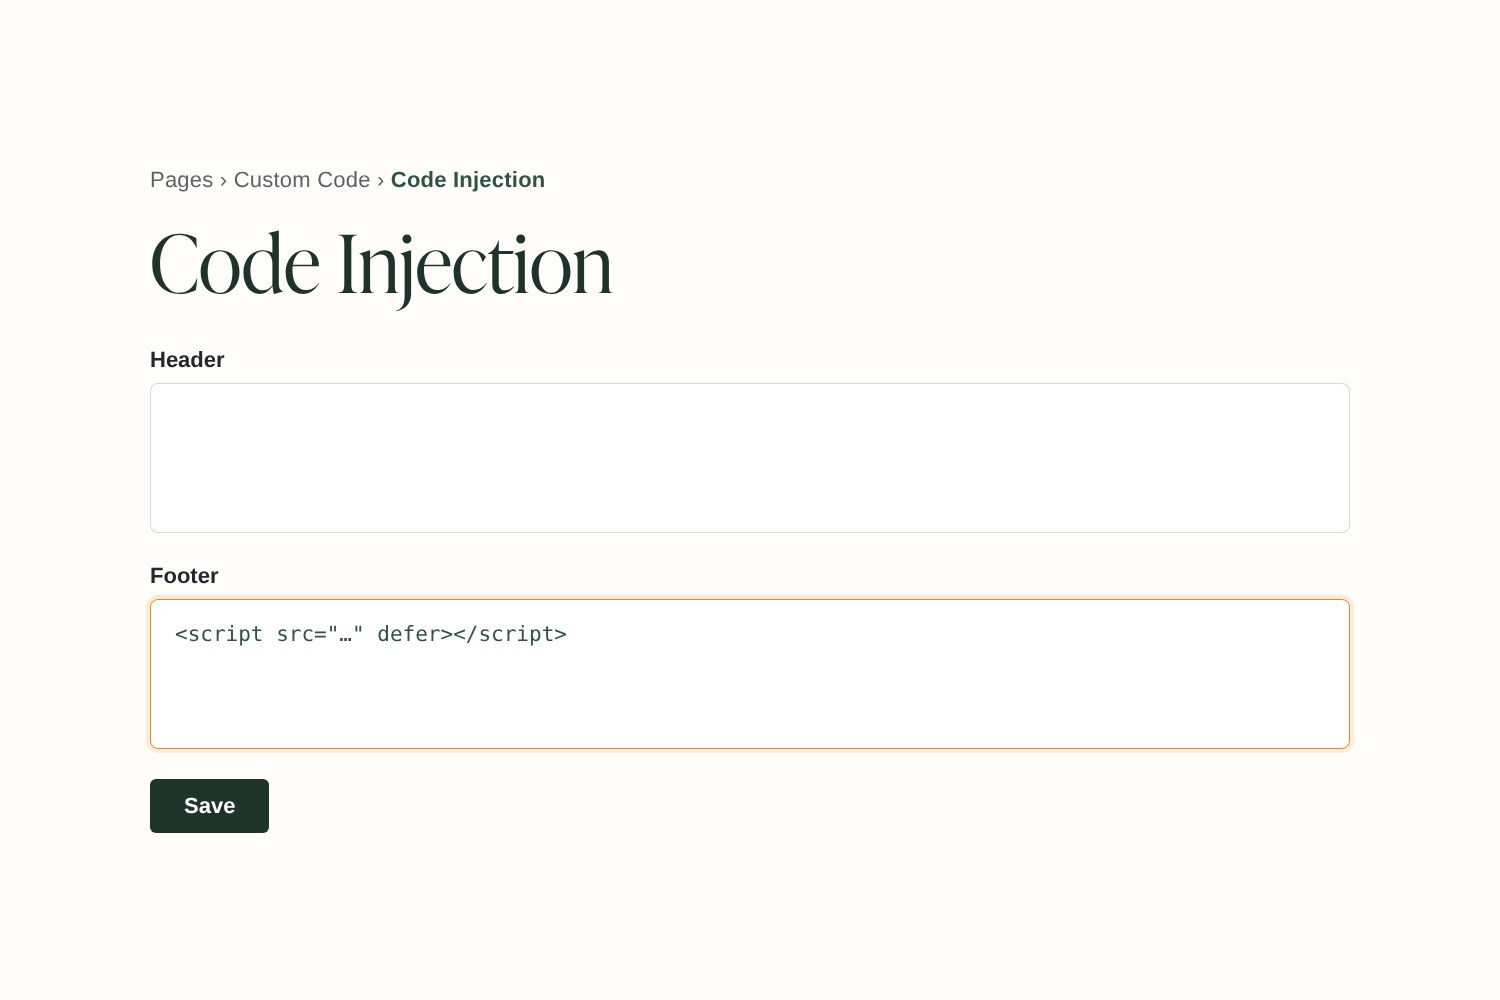 Pages › Custom Code › Code Injection
Code Injection
Header
Footer
<script src="…" defer></script>
Save